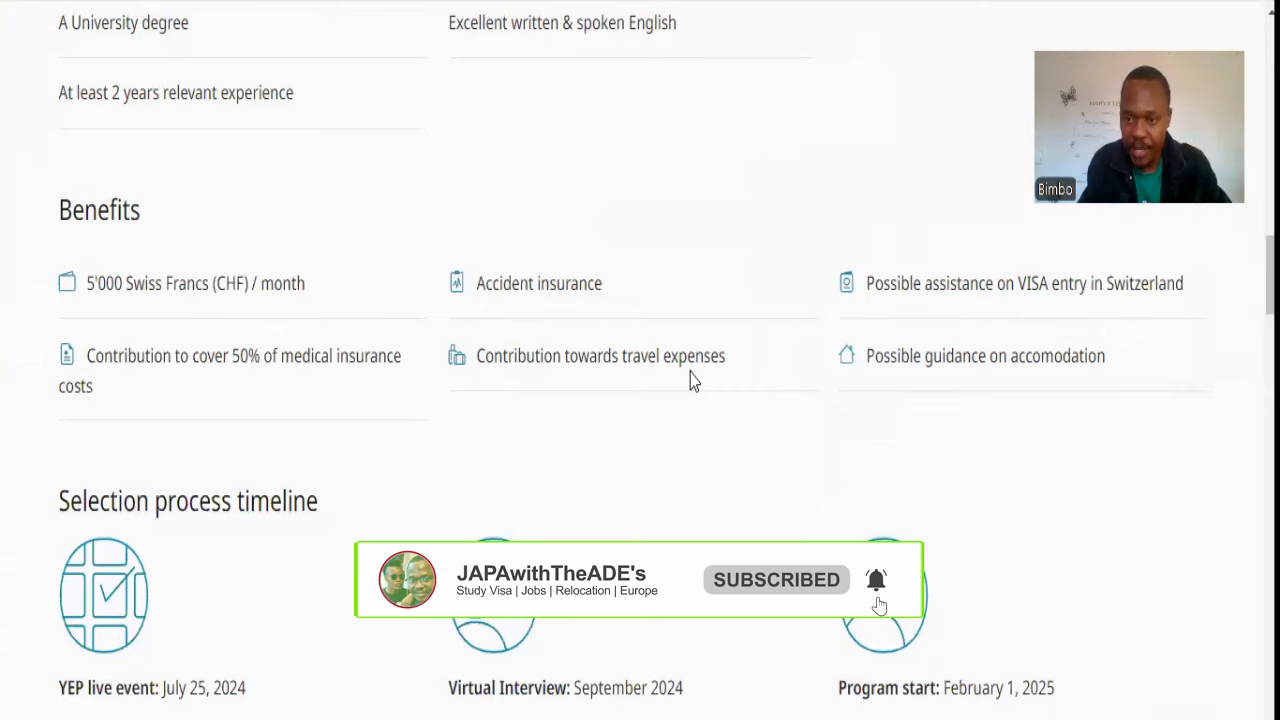 A University degree
Excellent written & spoken English
At least 2 years relevant experience
Bimbo
Benefits
5'000 Swiss Francs (CHF) / month
Accident insurance
Possible assistance on VISA entry in Switzerland
Contribution to cover 50% of medical insurance
costs
Contribution towards travel expenses
Possible guidance on accomodation
Selection process timeline
JAPAwithTheADE's
Study Visa | Jobs | Relocation | Europe
SUBSCRIBED
YEP live event: July 25, 2024
Virtual Interview: September 2024
Program start: February 1, 2025